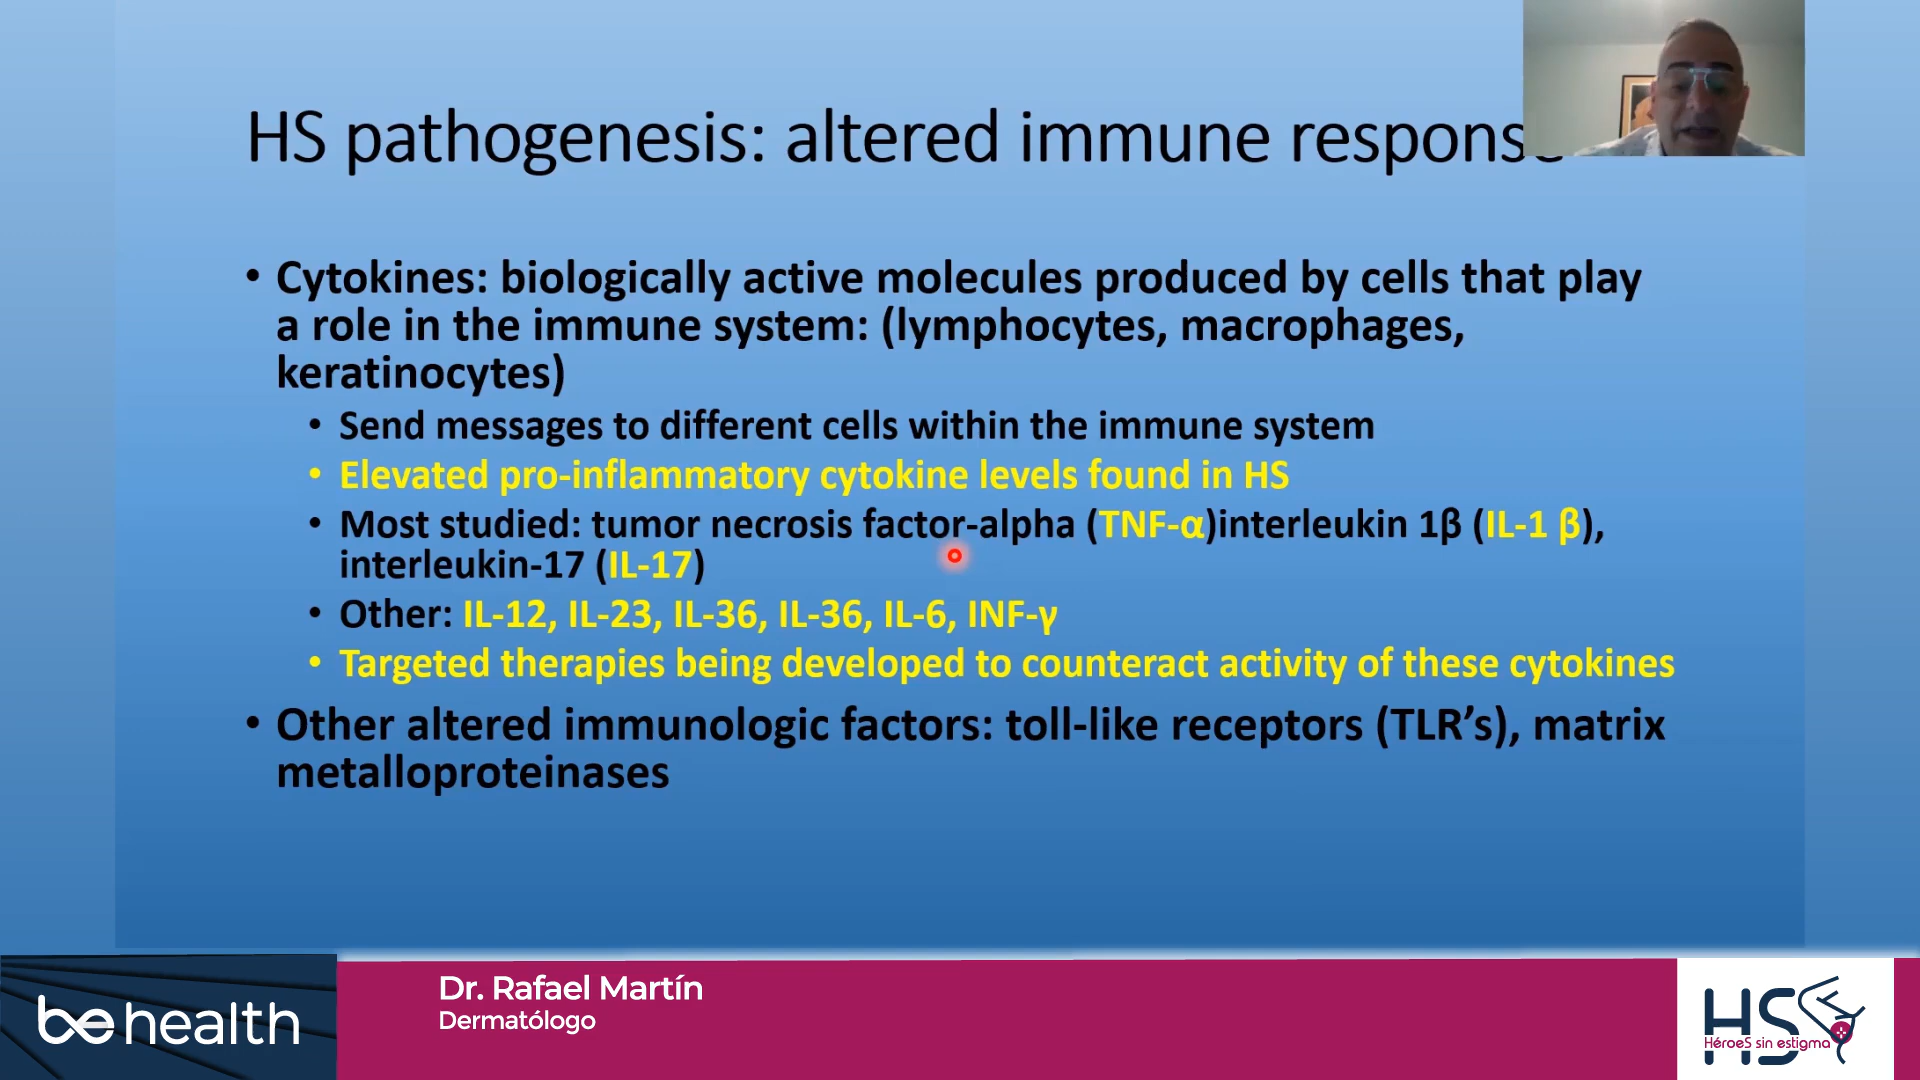 HS pathogenesis: altered immune response
• Cytokines: biologically active molecules produced by cells that play
a role in the immune system: (lymphocytes, macrophages,
keratinocytes)
• Send messages to different cells within the immune system
• Elevated pro-inflammatory cytokine levels found in HS
• Most studied: tumor necrosis factor-alpha (TNF-α)interleukin 1β (IL-1 β),
interleukin-17 (IL-17)
• Other: IL-12, IL-23, IL-36, IL-36, IL-6, INF-γ
• Targeted therapies being developed to counteract activity of these cytokines
• Other altered immunologic factors: toll-like receptors (TLR’s), matrix
metalloproteinases
be health
Dr. Rafael Martín
Dermatólogo
HS
HéroeS sin estigma